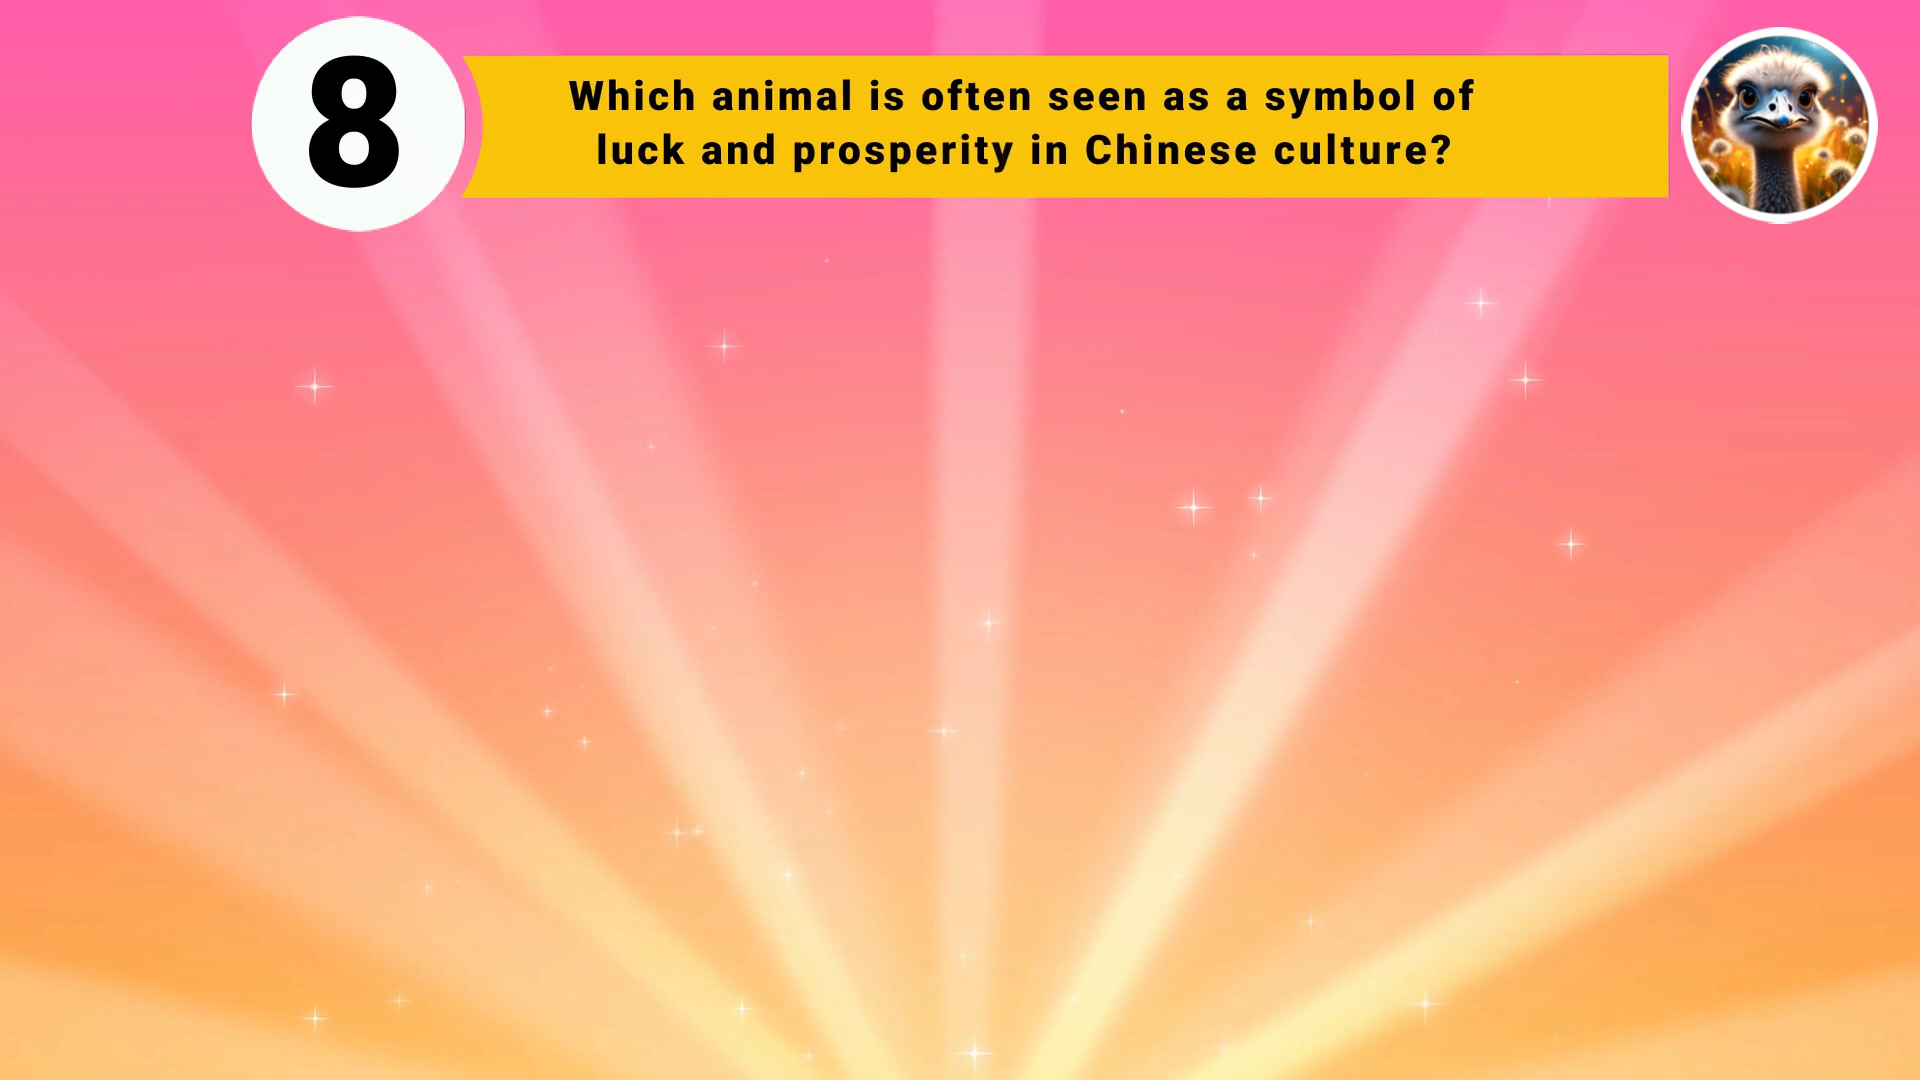 8
Which animal is often seen as a symbol of
luck and prosperity in Chinese culture?